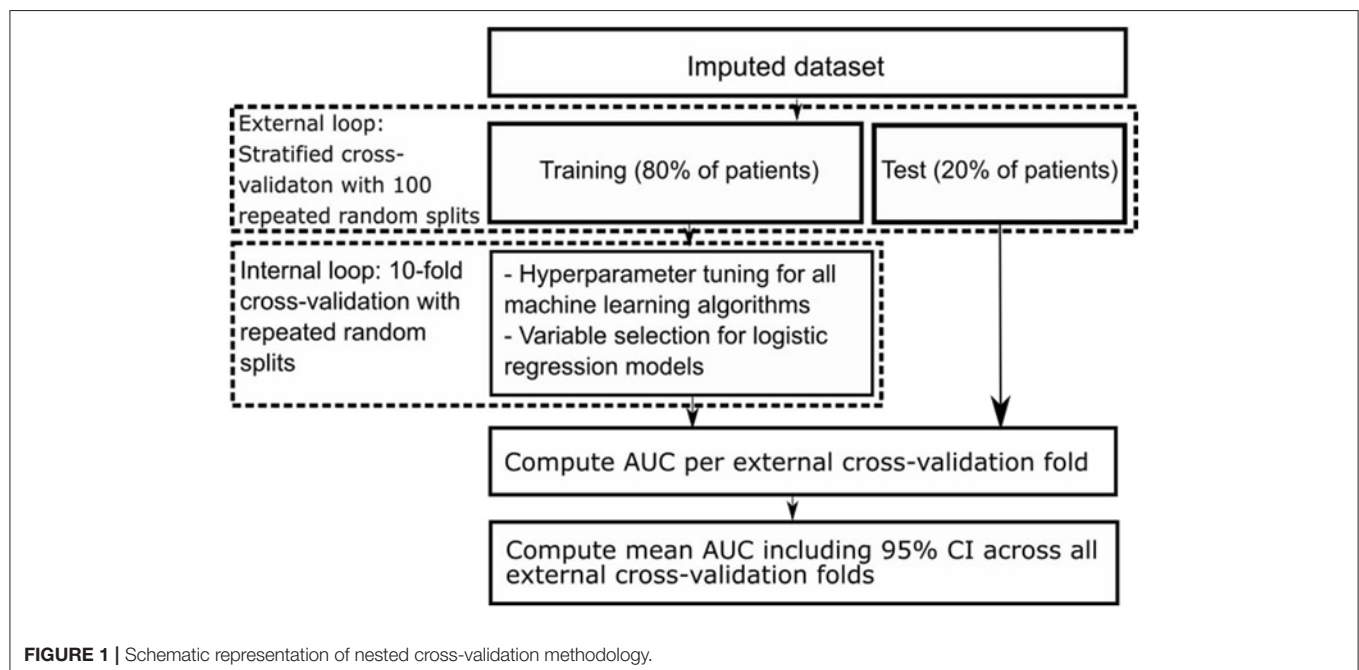 Imputed dataset
External loop:
Stratified cross-
validaton with 100
repeated random splits
Training (80% of patients)
Test (20% of patients)
Internal loop: 10-fold
cross-validation with
repeated random
splits
- Hyperparameter tuning for all
machine learning algorithms
- Variable selection for logistic
regression models
Compute AUC per external cross-validation fold
Compute mean AUC including 95% CI across all
external cross-validation folds
FIGURE 1 | Schematic representation of nested cross-validation methodology.